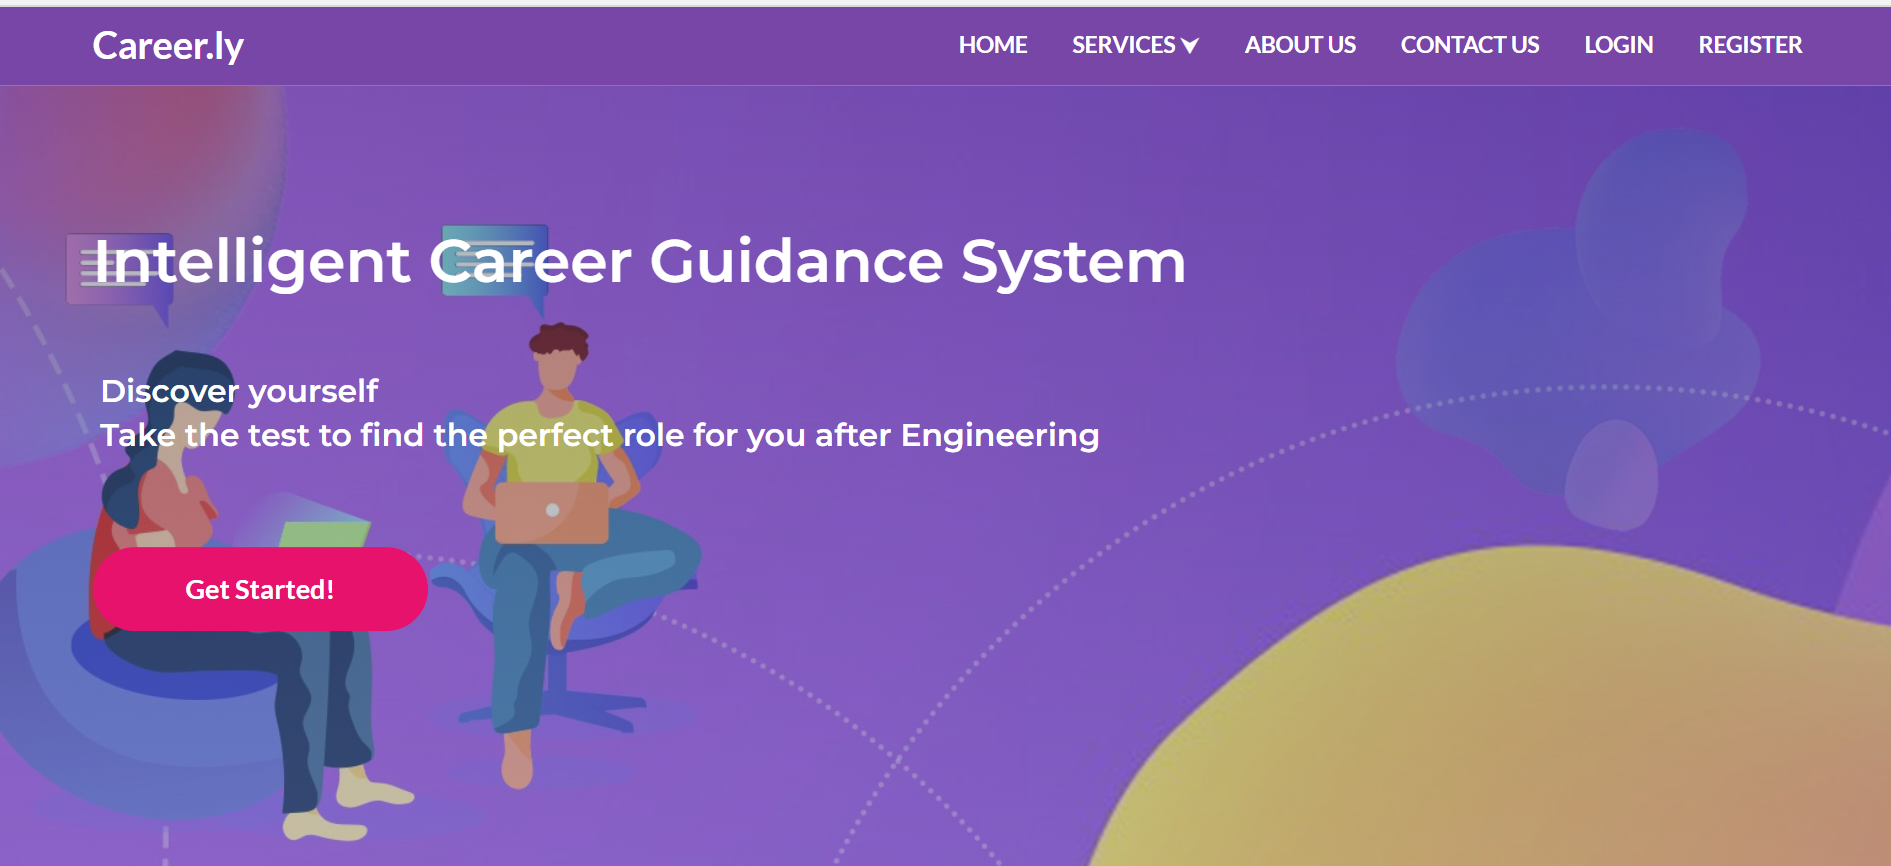 Career.ly
HOME SERVICES ABOUT US CONTACT US LOGIN REGISTER
Intelligent Career Guidance System
Discover yourself
Take the test to find the perfect role for you after Engineering
Get Started!